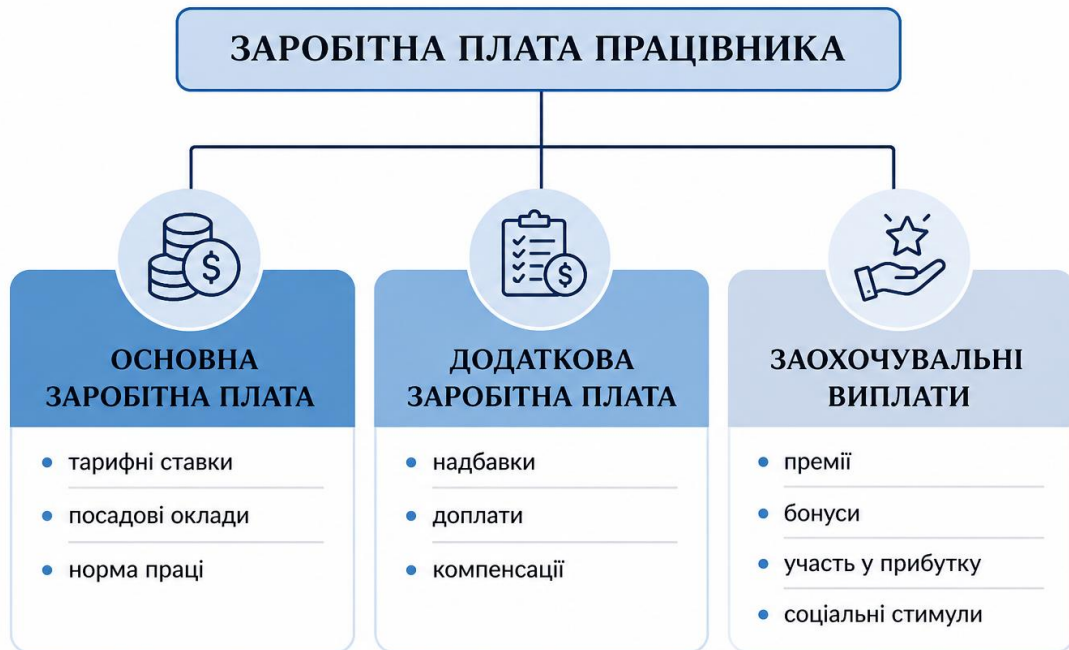 ЗАРОБІТНА ПЛАТА ПРАЦІВНИКА
$
$
ОСНОВНА
ЗАРОБІТНА ПЛАТА
тарифні ставки
посадові оклади
норма праці
ДОДАТКОВА
ЗАРОБІТНА ПЛАТА
надбавки
доплати
компенсації
ЗАОХОЧУВАЛЬНІ
ВИПЛАТИ
премії
бонуси
участь у прибутку
соціальні стимули